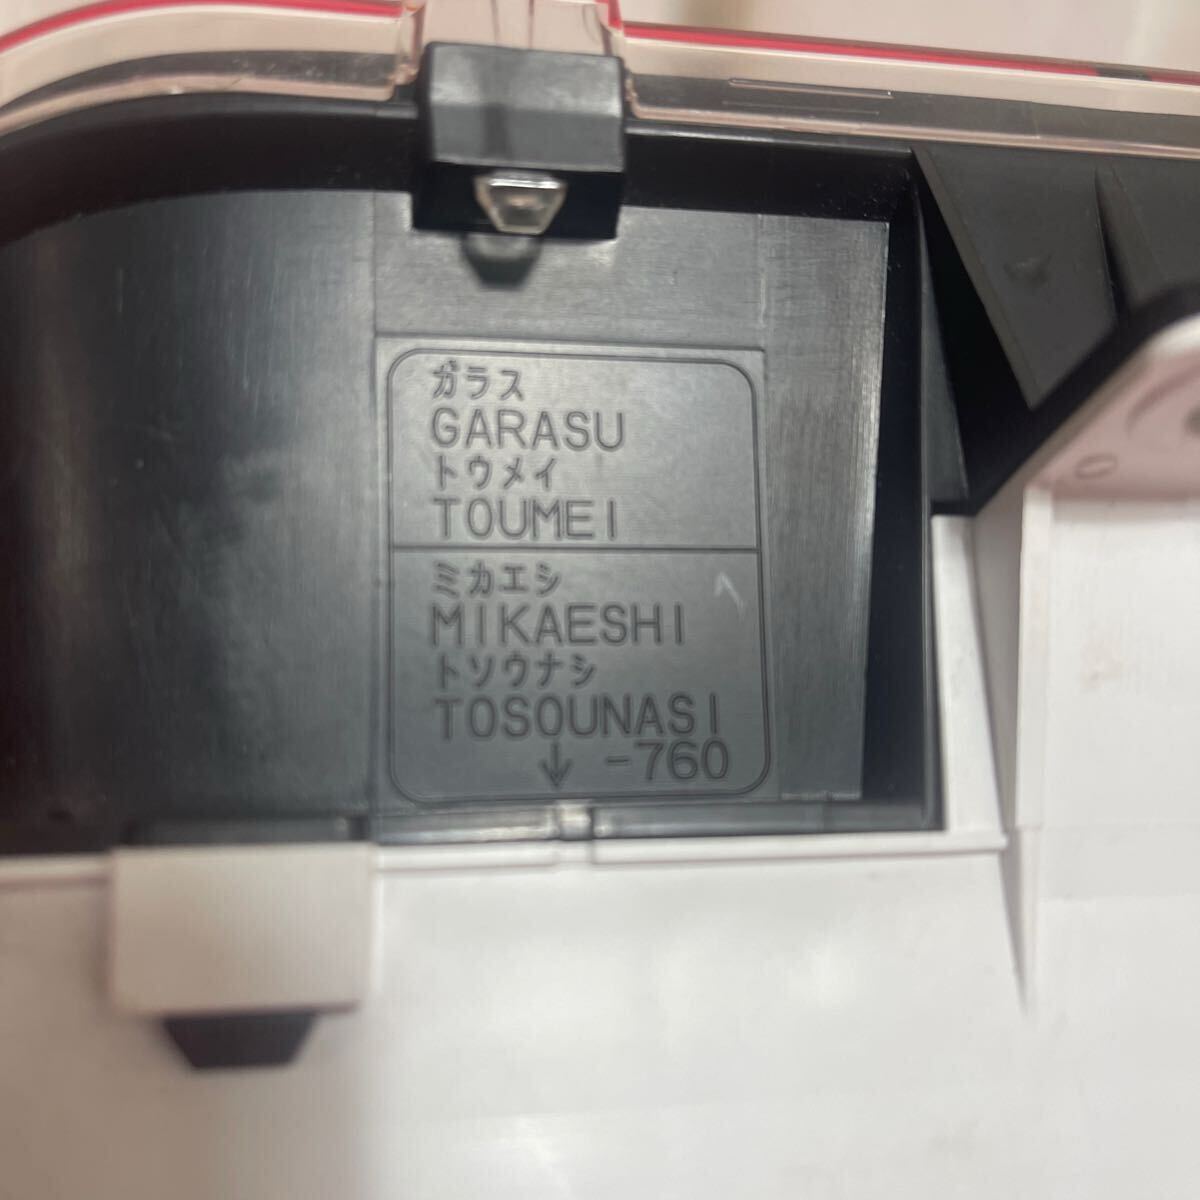 ガラス
GARASU
トウメイ
TOUMEI
ミカエシ
MIKAESHI
トソウナシ
TOSOUNASI
↓ -760